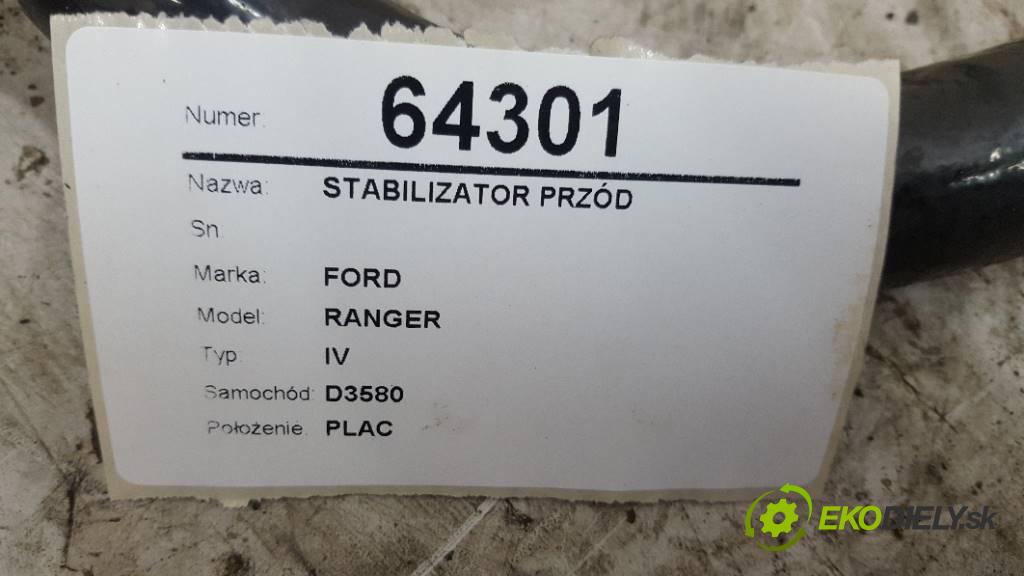 Numer: 64301
Nazwa: STABILIZATOR PRZÓD
Sn
Marka: FORD
Model: RANGER
Typ: IV
Samochód: D3580
Położenie: PLAC
EKODIELY.sk